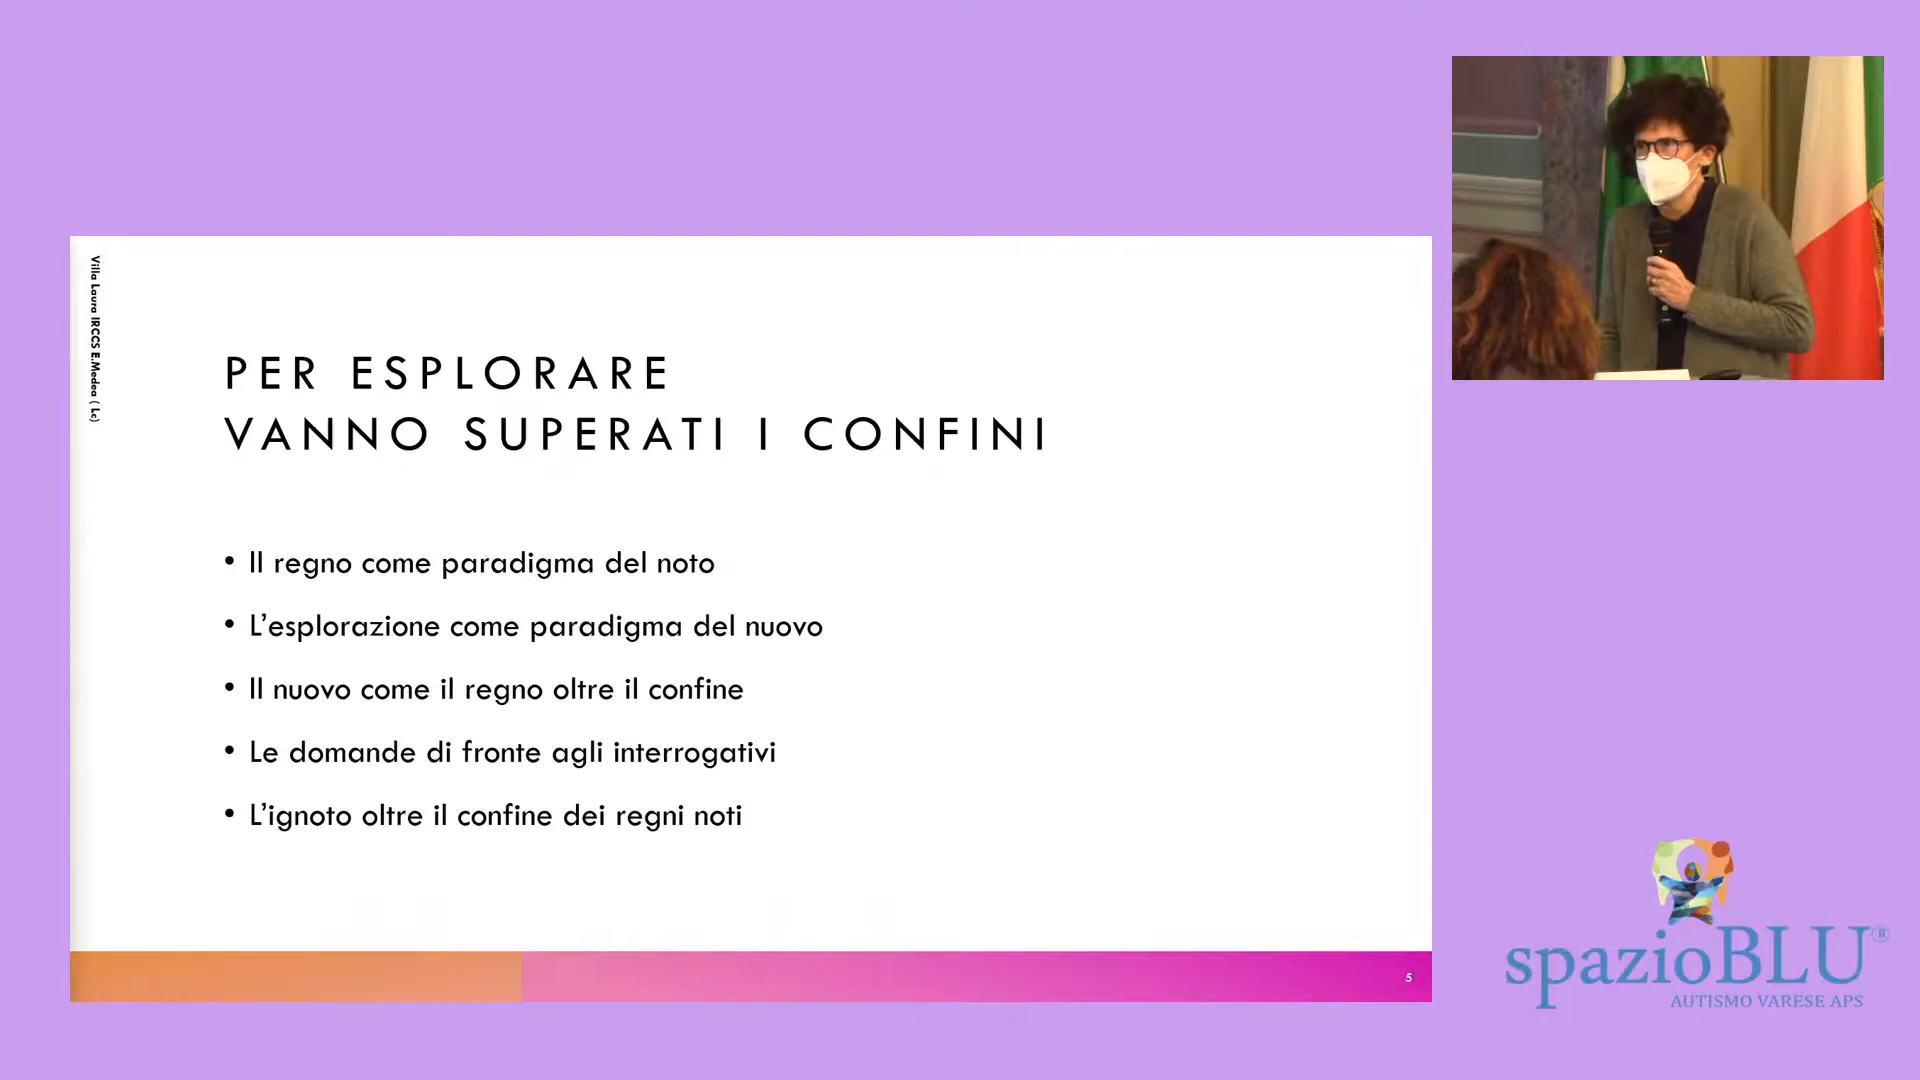 Villa Laura IRCCS E.Medea ( Lc)
PER ESPLORARE
VANNO SUPERATI I CONFINI
• Il regno come paradigma del noto
• L’esplorazione come paradigma del nuovo
• Il nuovo come il regno oltre il confine
• Le domande di fronte agli interrogativi
• L’ignoto oltre il confine dei regni noti
5
spazioBLU®
AUTISMO VARESE APS